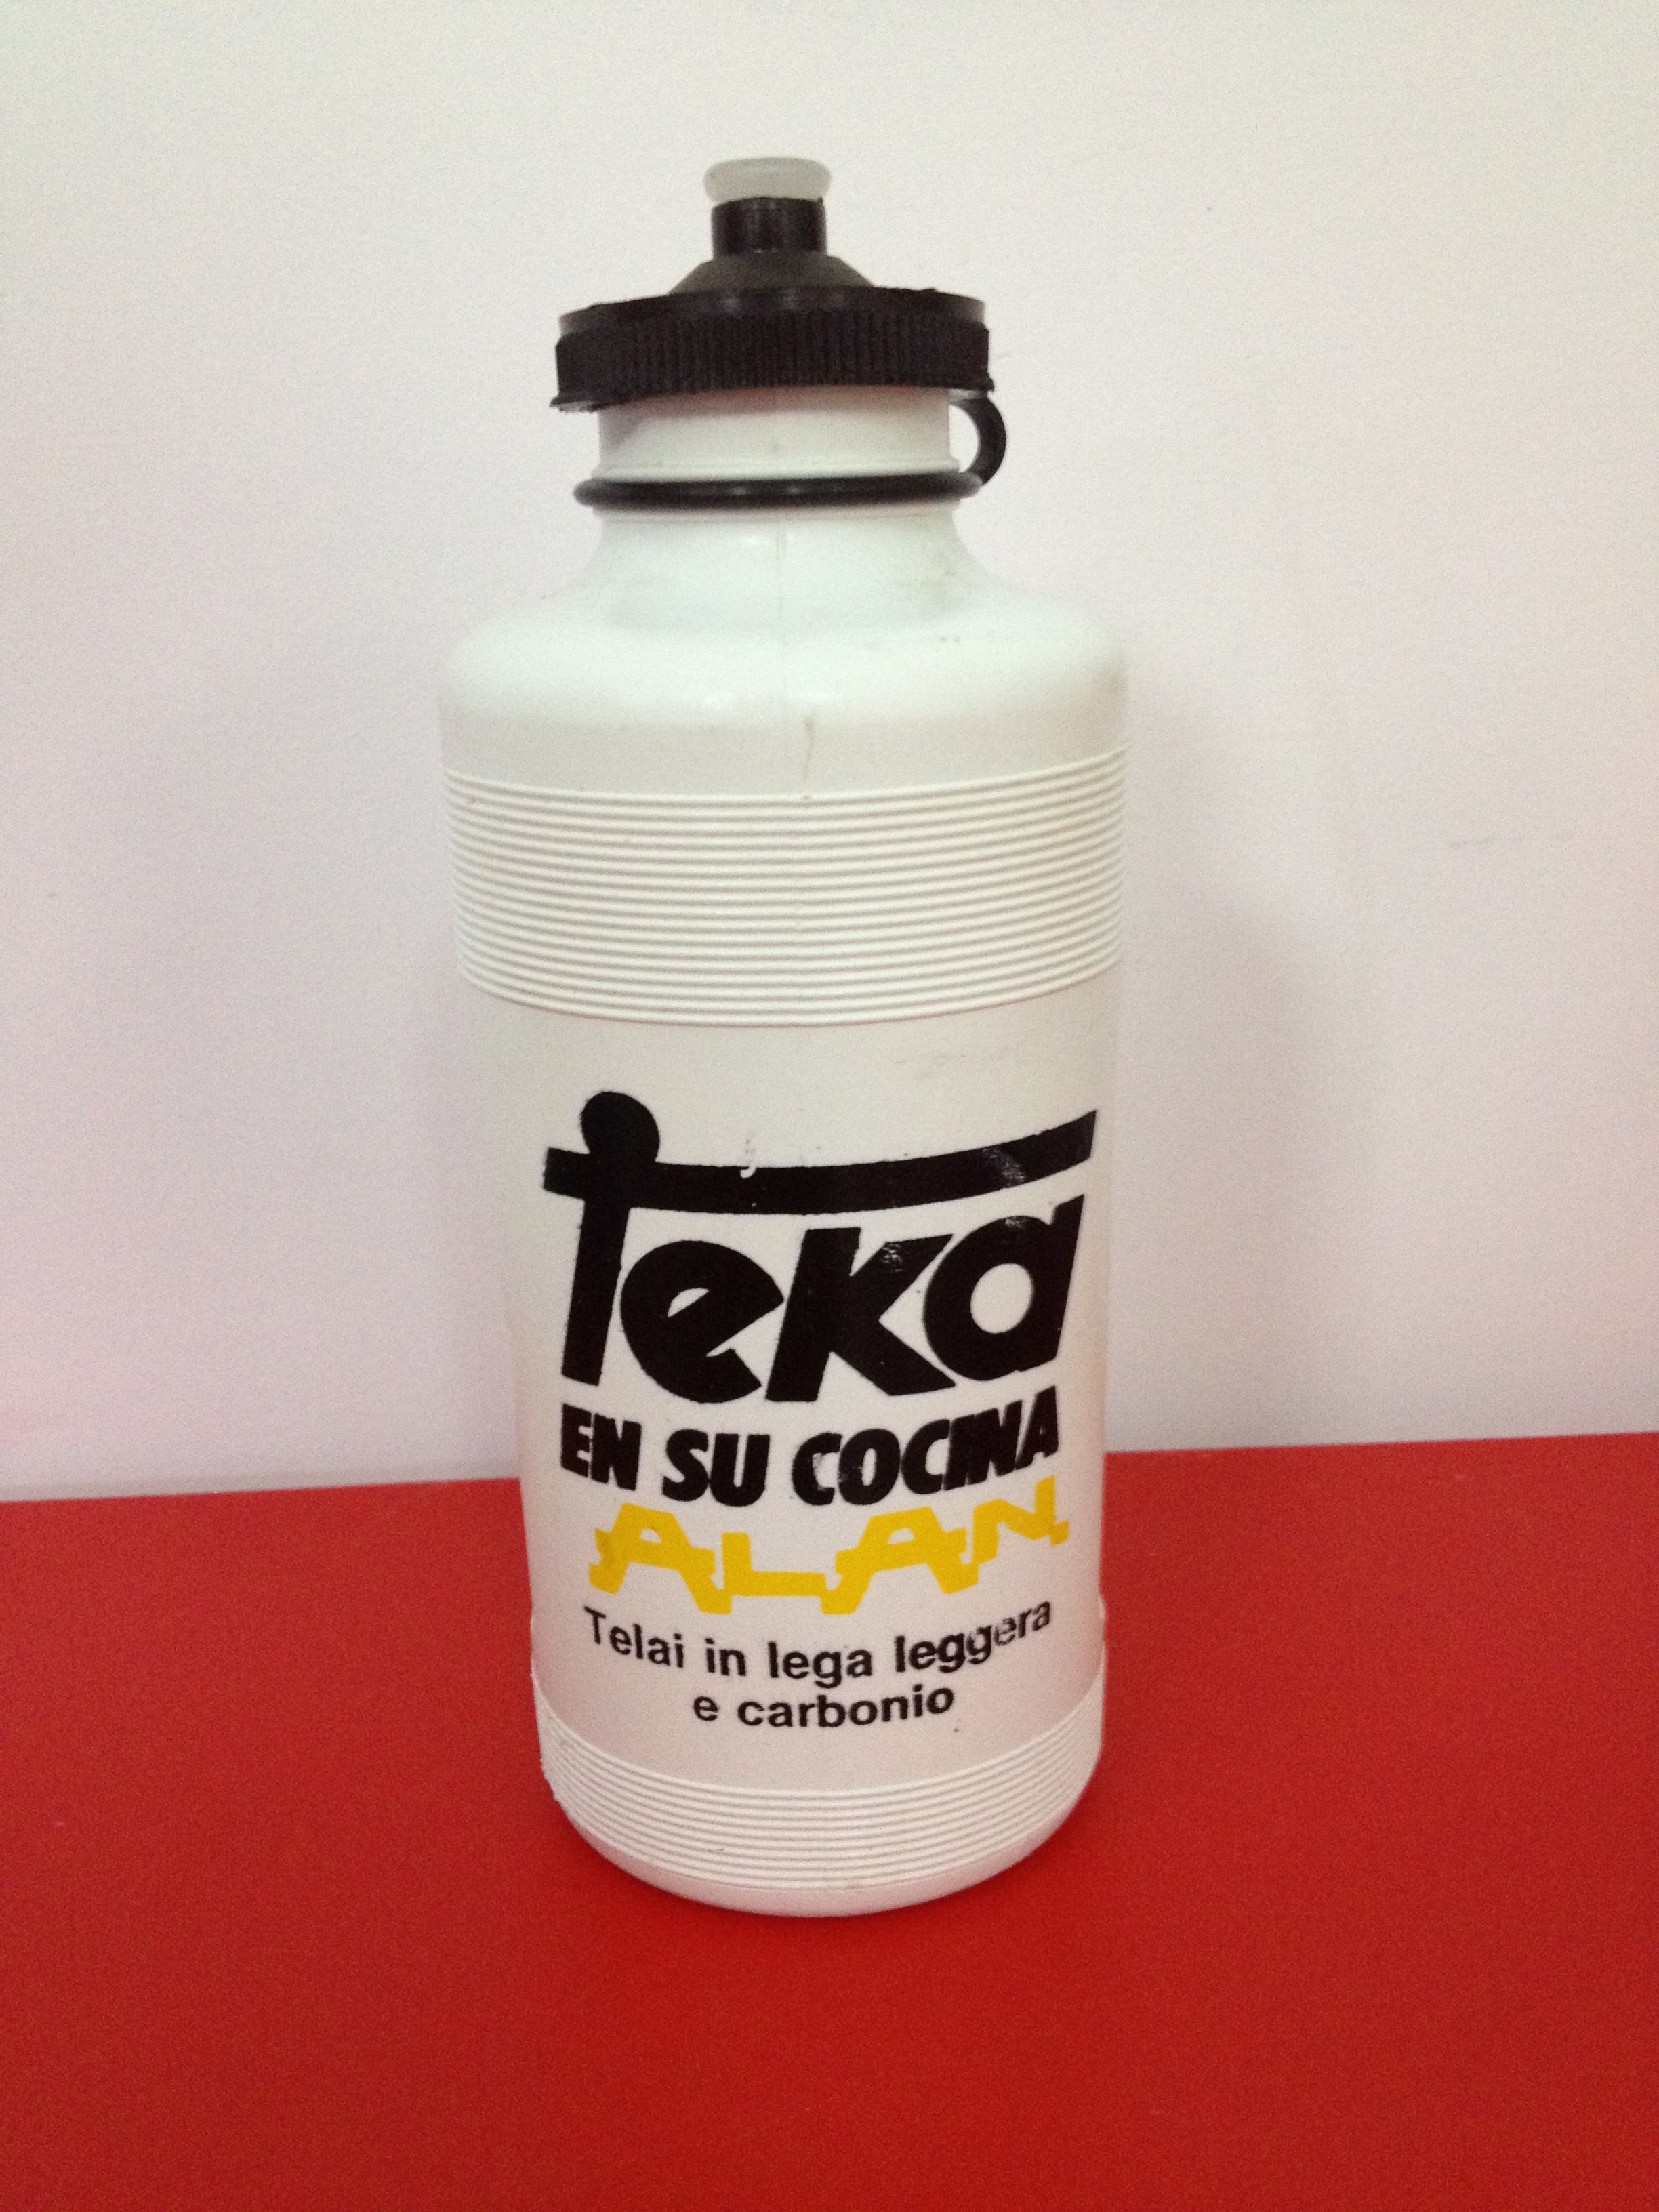 Teka
EN SU COCINA
ALAN
Telai in lega leggera
e carbonio